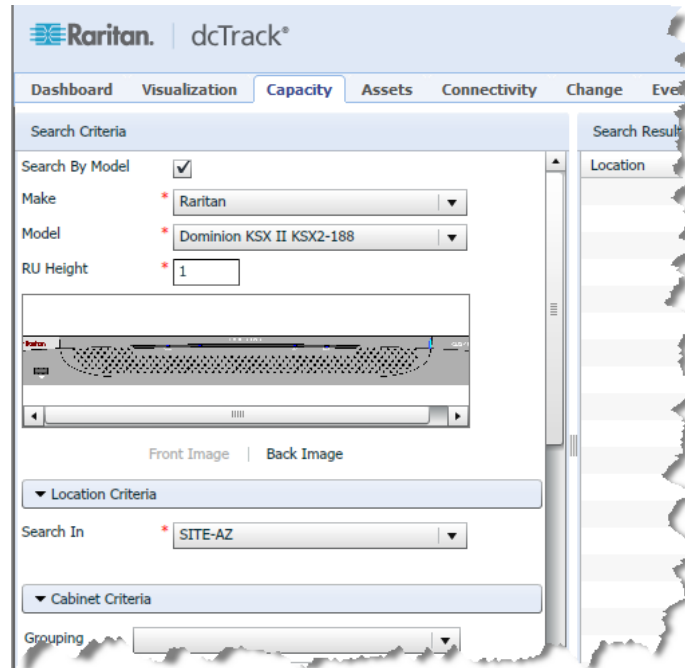 Raritan. dcTrack®
Dashboard Visualization Capacity Assets Connectivity Change
Search Criteria
Search Result
Search By Model
Location
Make * Raritan
Model * Dominion KSX II KSX2-188
RU Height * 1
Raritan
Front Image | Back Image
Location Criteria
Search In * SITE-AZ
Cabinet Criteria
Grouping